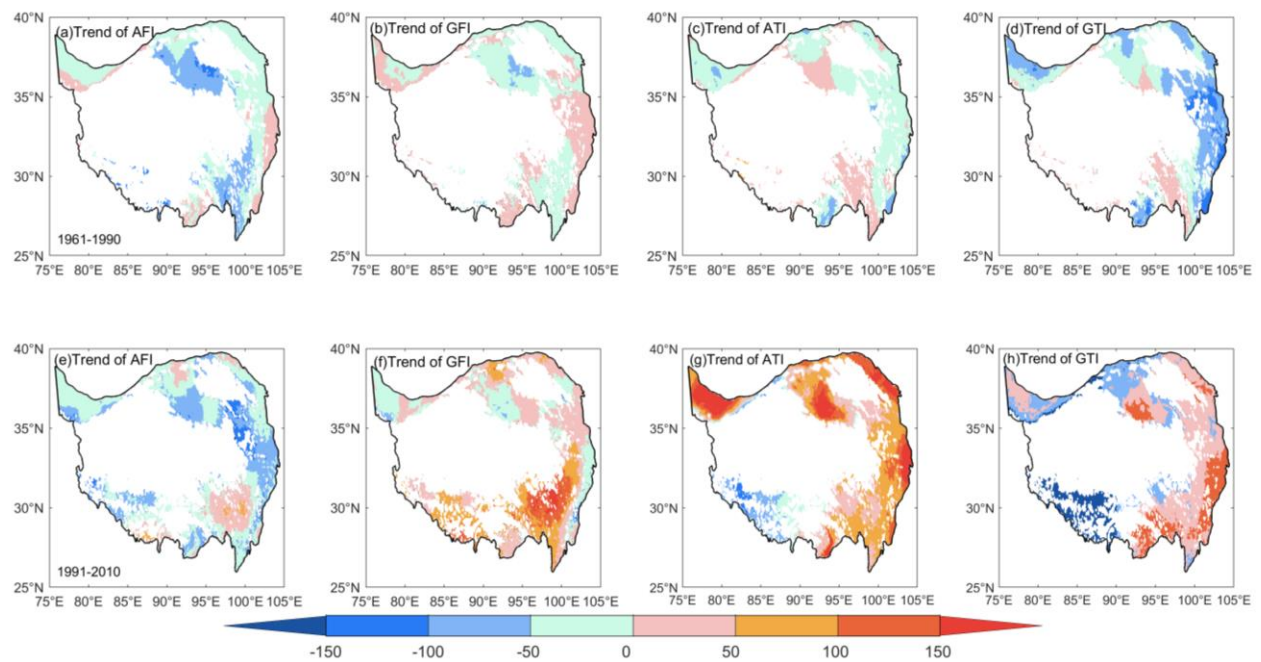 40°N (a)Trend of AFI
35°N
30°N
1961-1990
25°N
75°E 80°E 85°E 90°E 95°E 100°E 105°E
40°N (b)Trend of GFI
35°N
30°N
25°N
75°E 80°E 85°E 90°E 95°E 100°E 105°E
40°N (c)Trend of ATI
35°N
30°N
25°N
75°E 80°E 85°E 90°E 95°E 100°E 105°E
40°N (d)Trend of GTI
35°N
30°N
25°N
75°E 80°E 85°E 90°E 95°E 100°E 105°E
40°N (e)Trend of AFI
35°N
30°N
1991-2010
25°N
75°E 80°E 85°E 90°E 95°E 100°E 105°E
40°N (f)Trend of GFI
35°N
30°N
25°N
75°E 80°E 85°E 90°E 95°E 100°E 105°E
40°N (g)Trend of ATI
35°N
30°N
25°N
75°E 80°E 85°E 90°E 95°E 100°E 105°E
40°N (h)Trend of GTI
35°N
30°N
25°N
75°E 80°E 85°E 90°E 95°E 100°E 105°E
-150 -100 -50 0 50 100 150